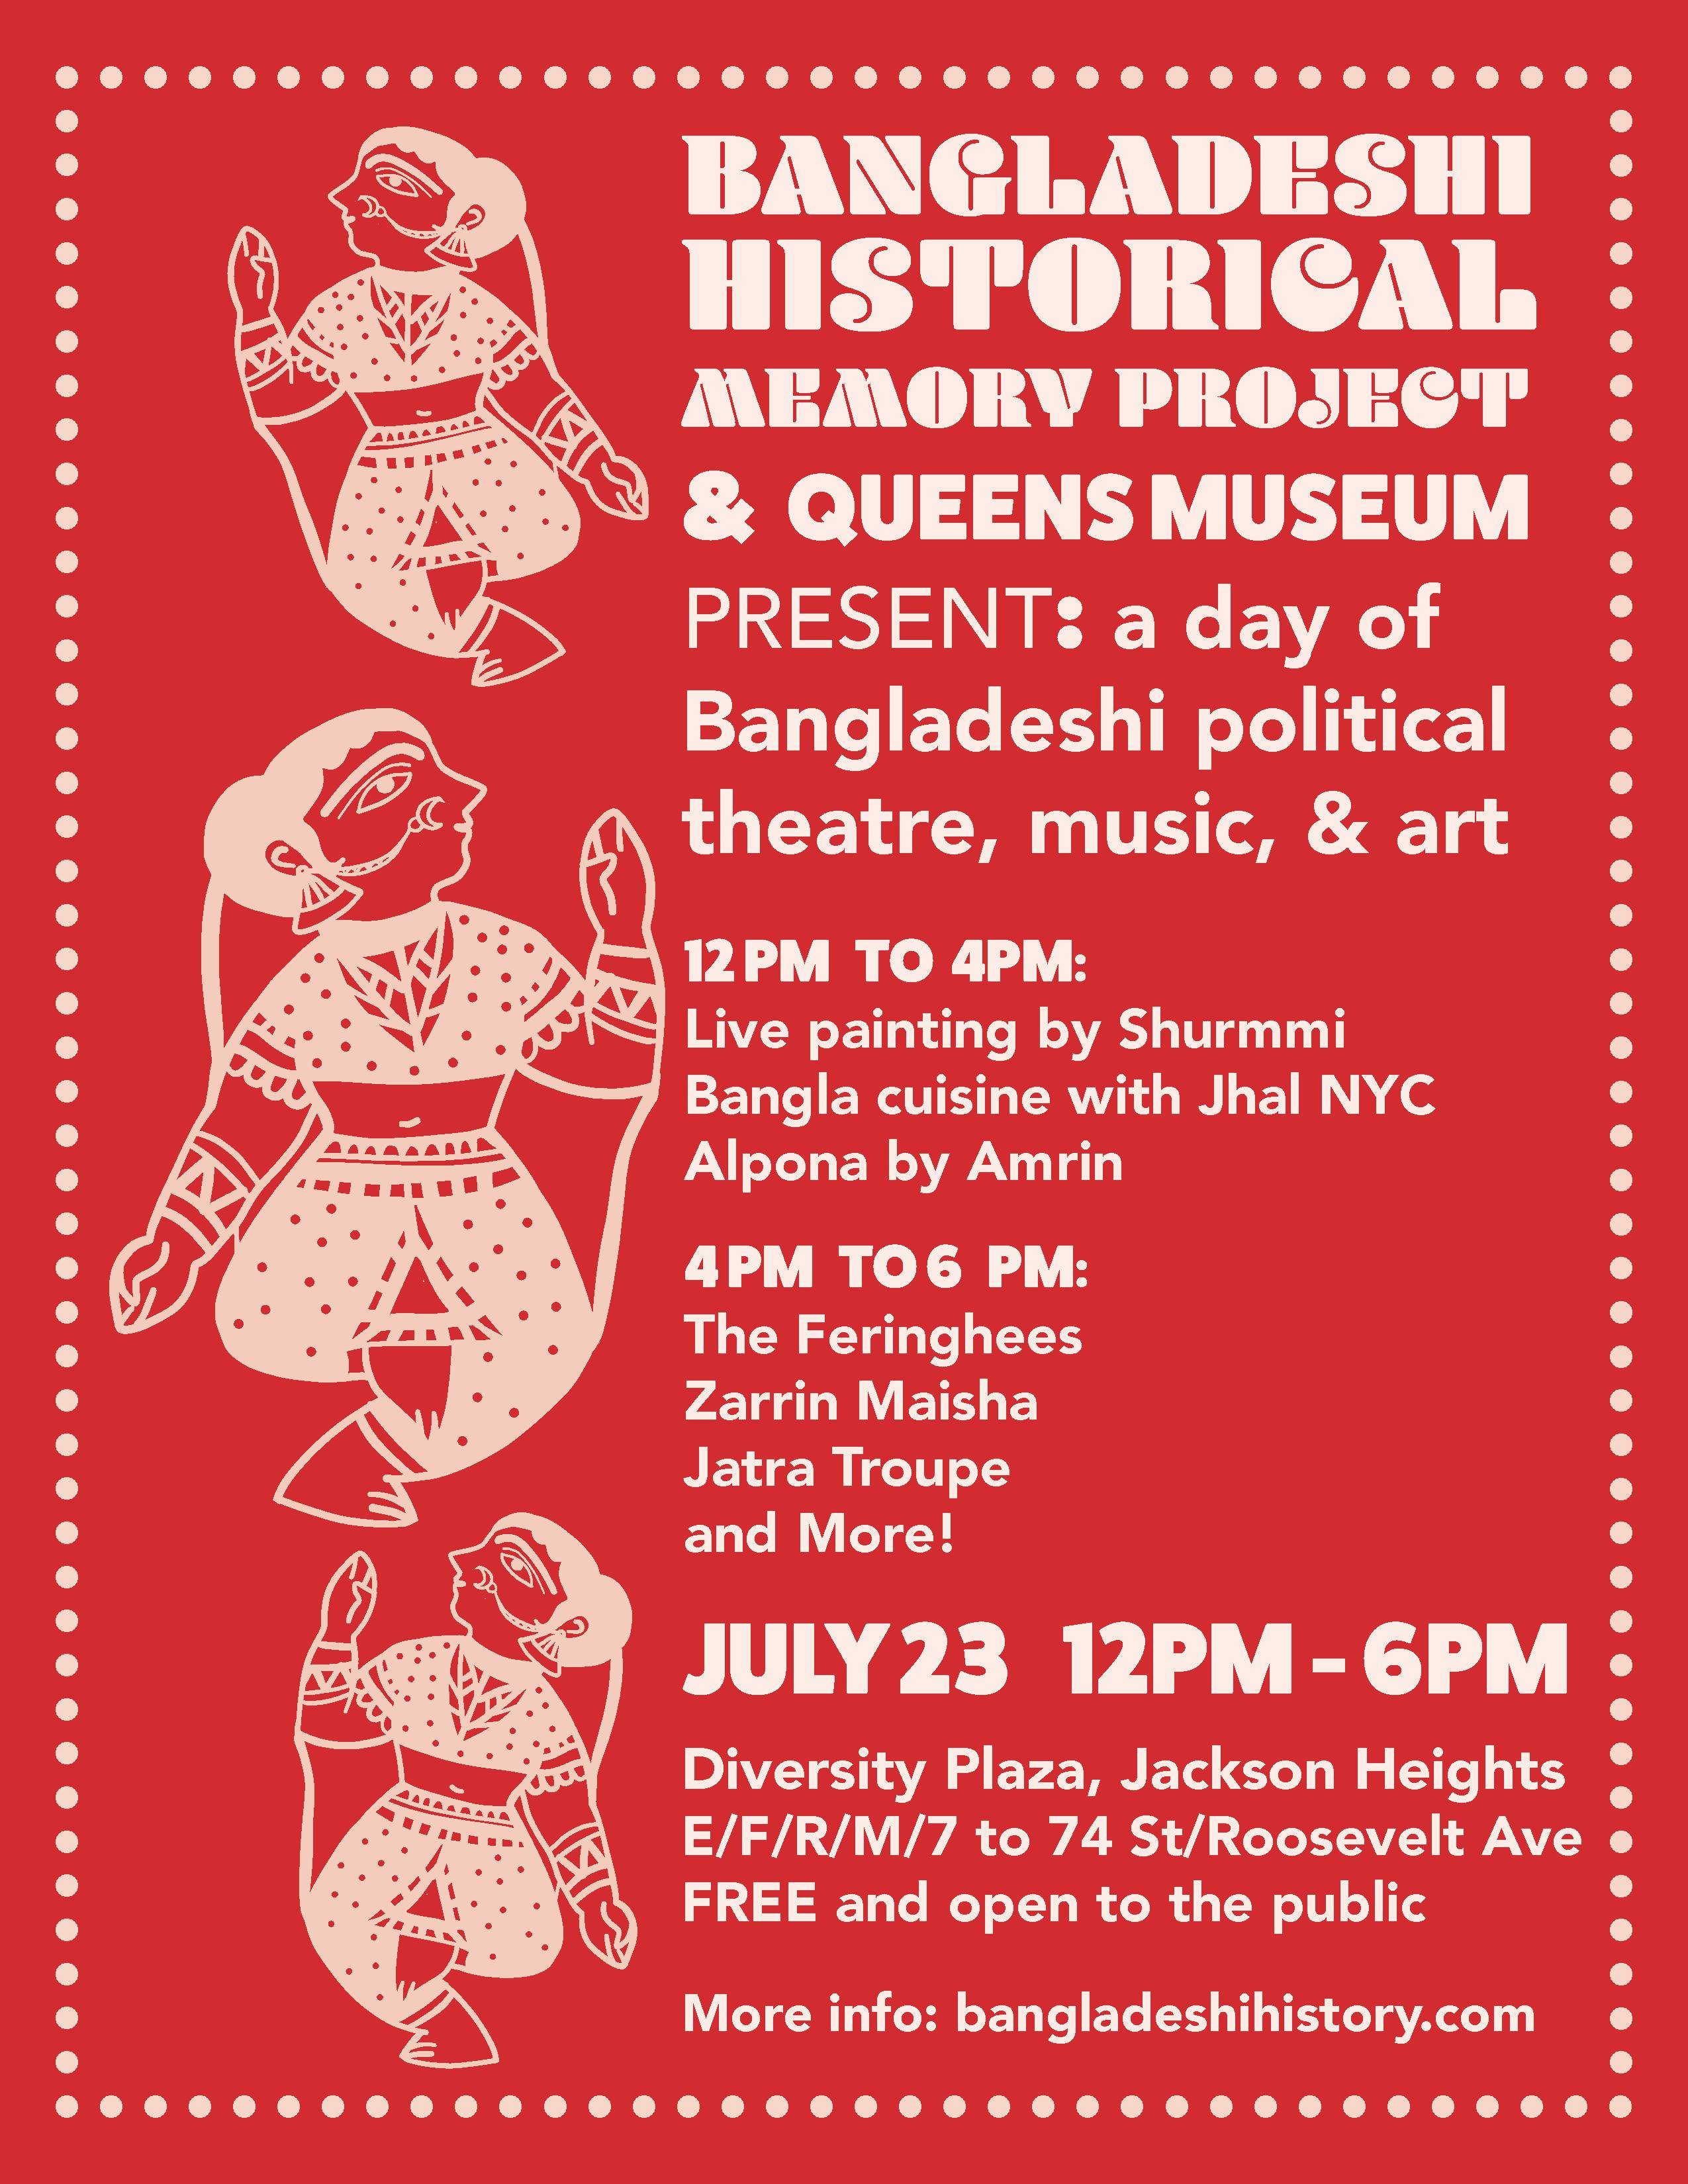 BANGLADESHI
HISTORICAL
MEMORY PROJECT
& QUEENS MUSEUM
PRESENT: a day of
Bangladeshi political
theatre, music, & art
12 PM TO 4PM:
Live painting by Shurmmi
Bangla cuisine with Jhal NYC
Alpona by Amrin
4 PM TO 6 PM:
The Feringhees
Zarrin Maisha
Jatra Troupe
and More!
JULY 23 12PM - 6PM
Diversity Plaza, Jackson Heights
E/F/R/M/7 to 74 St/Roosevelt Ave
FREE and open to the public
More info: bangladeshihistory.com